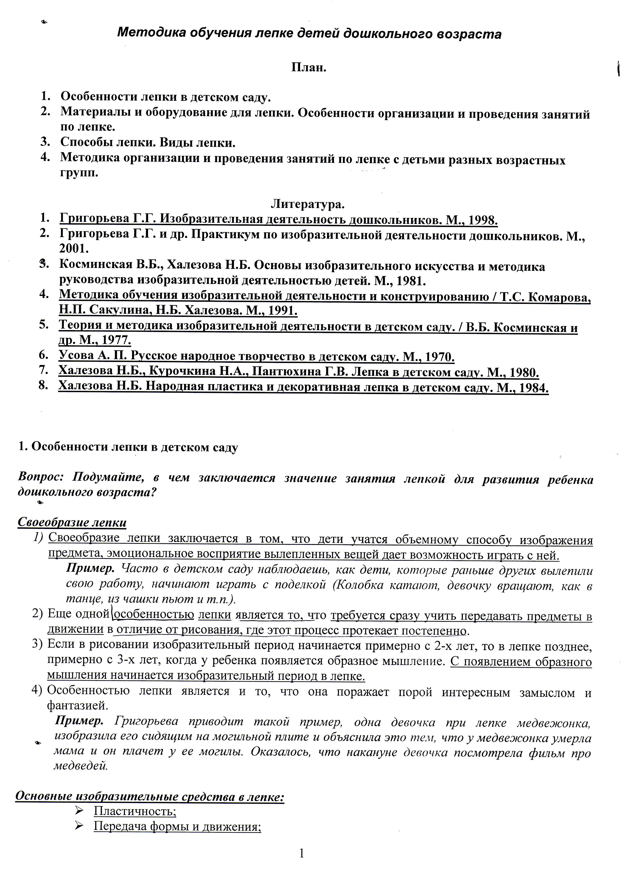 Методика обучения лепке детей дошкольного возраста
План.
1. Особенности лепки в детском саду.
2. Материалы и оборудование для лепки. Особенности организации и проведения занятий
по лепке.
3. Способы лепки. Виды лепки.
4. Методика организации и проведения занятий по лепке с детьми разных возрастных
групп.
Литература.
1. Григорьева Г.Г. Изобразительная деятельность дошкольников. М., 1998.
2. Григорьева Г.Г. и др. Практикум по изобразительной деятельности дошкольников. М.,
2001.
3. Косминская В.Б., Халезова Н.Б. Основы изобразительного искусства и методика
руководства изобразительной деятельностью детей. М., 1981.
4. Методика обучения изобразительной деятельности и конструированию / Т.С. Комарова,
Н.П. Сакулина, Н.Б. Халезова. М., 1991.
5. Теория и методика изобразительной деятельности в детском саду. / В.Б. Косминская и
др. М., 1977.
6. Усова А. П. Русское народное творчество в детском саду. М., 1970.
7. Халезова Н.Б., Курочкина Н.А., Пантюхина Г.В. Лепка в детском саду. М., 1980.
8. Халезова Н.Б. Народная пластика и декоративная лепка в детском саду. М., 1984.
1. Особенности лепки в детском саду
Вопрос: Подумайте, в чем заключается значение занятия лепкой для развития ребенка
дошкольного возраста?
Своеобразие лепки
1) Своеобразие лепки заключается в том, что дети учатся объемному способу изображения
предмета, эмоциональное восприятие вылепленных вещей дает возможность играть с ней.
Пример. Часто в детском саду наблюдаешь, как дети, которые раньше других вылепили
свою работу, начинают играть с поделкой (Колобка катают, девочку вращают, как в
танце, из чашки пьют и т.п.).
2) Еще одной особенностью лепки является то, что требуется сразу учить передавать предметы в
движении в отличие от рисования, где этот процесс протекает постепенно.
3) Если в рисовании изобразительный период начинается примерно с 2-х лет, то в лепке позднее,
примерно с 3-х лет, когда у ребенка появляется образное мышление. С появлением образного
мышления начинается изобразительный период в лепке.
4) Особенностью лепки является и то, что она поражает порой интересным замыслом и
фантазией.
Пример. Григорьева приводит такой пример, одна девочка при лепке медвежонка,
изобразила его сидящим на могильной плите и объяснила это тем, что у медвежонка умерла
мама и он плачет у ее могилы. Оказалось, что накануне девочка посмотрела фильм про
медведей.
Основные изобразительные средства в лепке:
➢ Пластичность;
➢ Передача формы и движения;
1